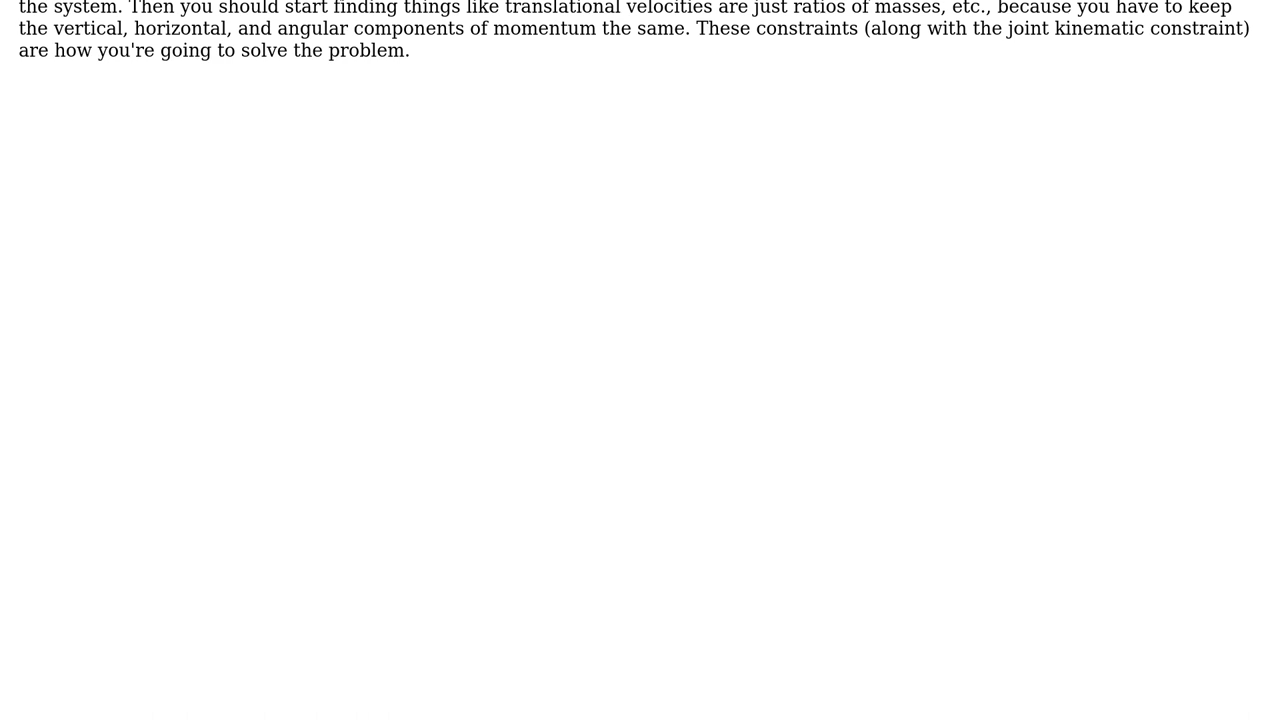 the system. Then you should start finding things like translational velocities are just ratios of masses, etc., because you have to keep
the vertical, horizontal, and angular components of momentum the same. These constraints (along with the joint kinematic constraint)
are how you're going to solve the problem.